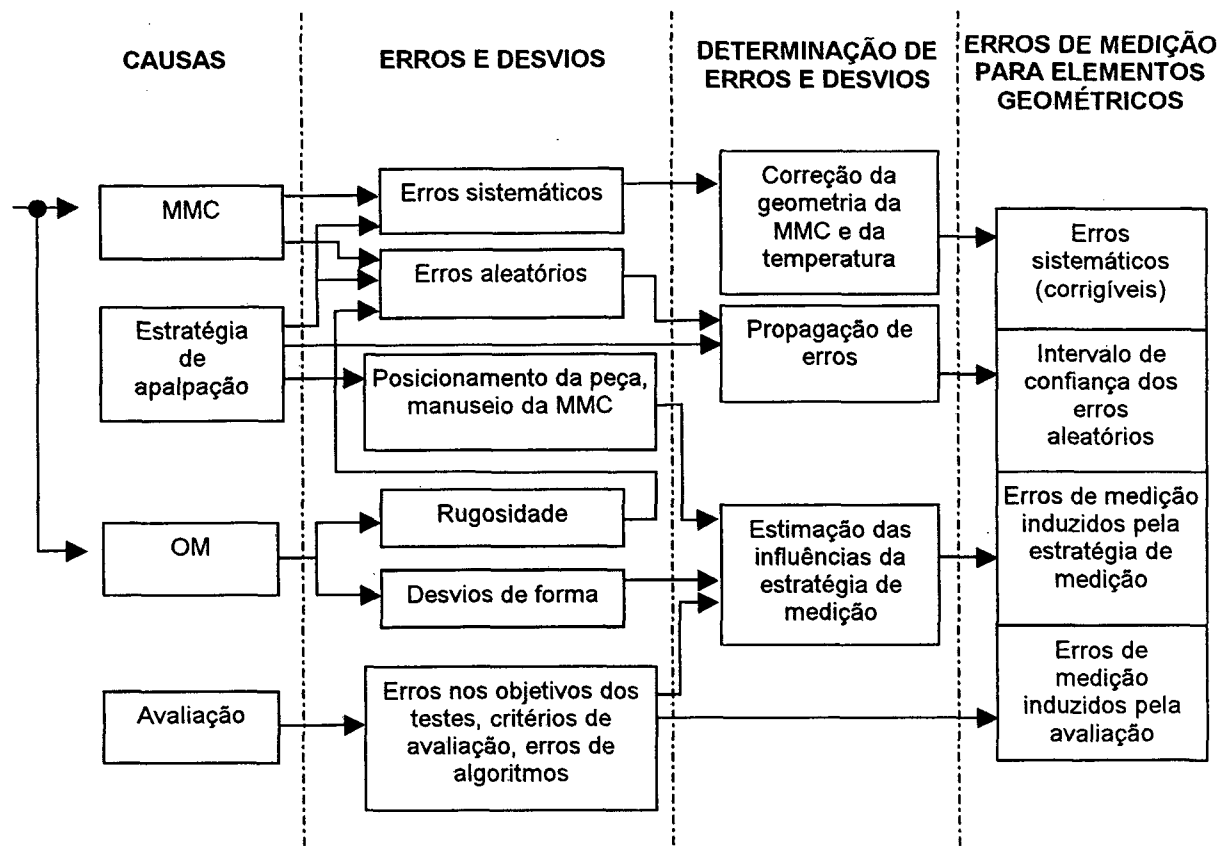 CAUSAS
ERROS E DESVIOS
DETERMINAÇÃO DE
ERROS E DESVIOS
ERROS DE MEDIÇÃO
PARA ELEMENTOS
GEOMÉTRICOS
MMC
Estratégia
de
apalpação
OM
Avaliação
Erros sistemáticos
Erros aleatórios
Posicionamento da peça,
manuseio da MMC
Rugosidade
Desvios de forma
Erros nos objetivos dos
testes, critérios de
avaliação, erros de
algoritmos
Correção da
geometria da
MMC e da
temperatura
Propagação de
erros
Estimação das
influências da
estratégia de
medição
Erros
sistemáticos
(corrigíveis)
Intervalo de
confiança dos
erros
aleatórios
Erros de medição
induzidos pela
estratégia de
medição
Erros de
medição
induzidos pela
avaliação